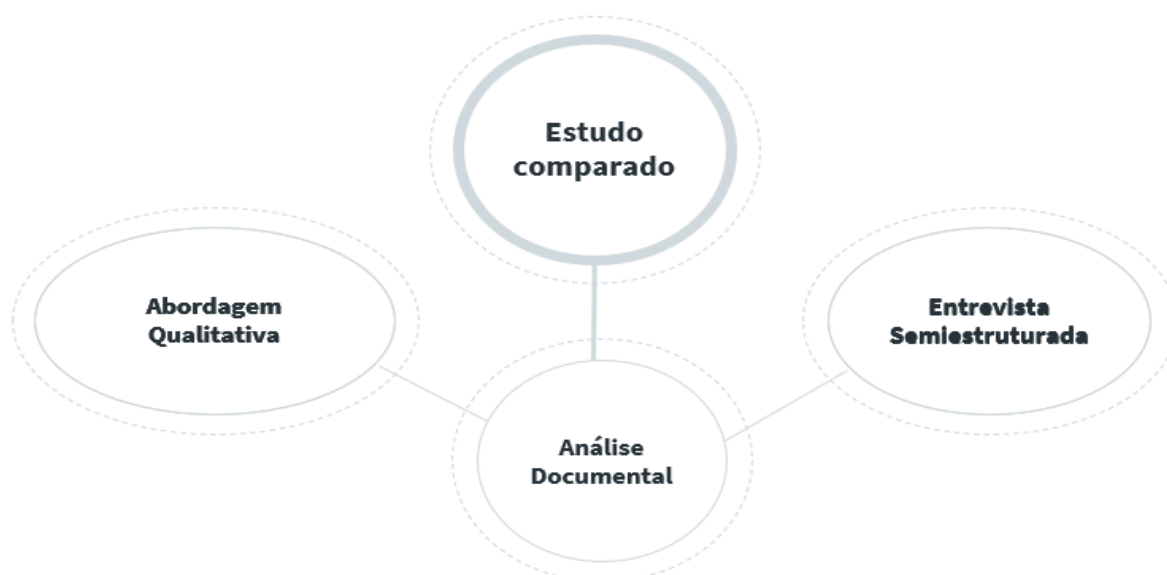 Estudo
comparado
Abordagem
Qualitativa
Entrevista
Semiestruturada
Análise
Documental